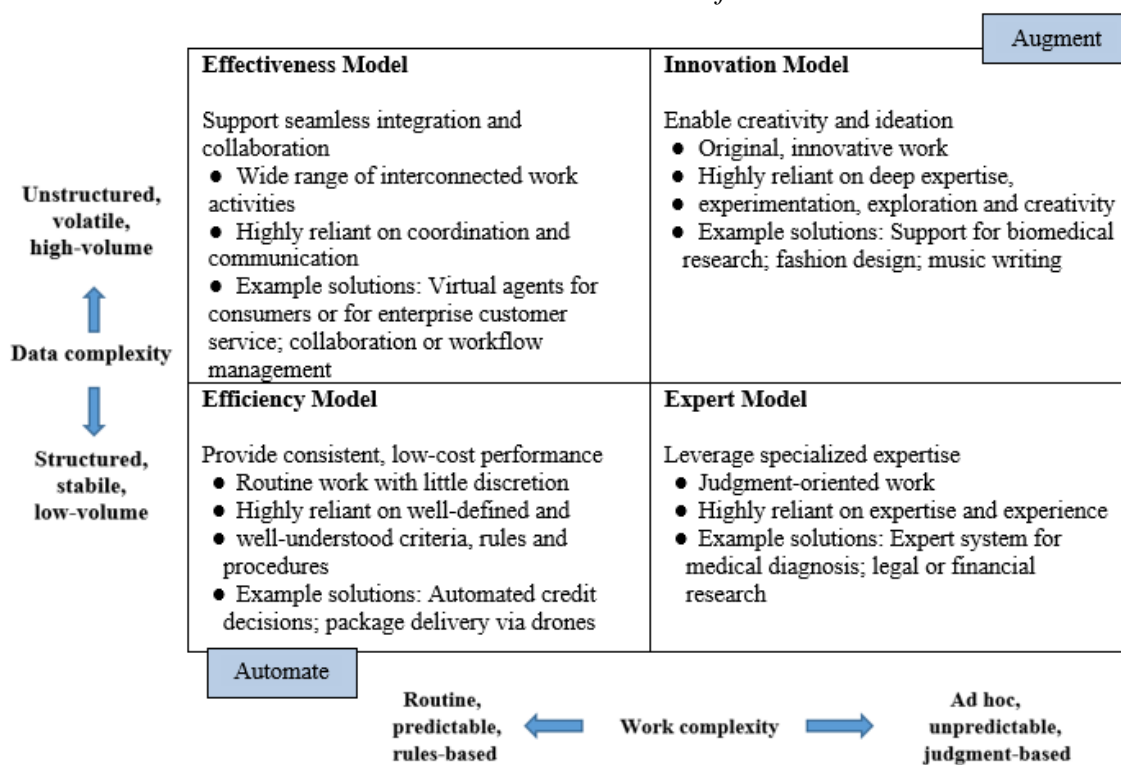 Augment
Effectiveness Model
Support seamless integration and
collaboration
● Wide range of interconnected work
activities
● Highly reliant on coordination and
communication
● Example solutions: Virtual agents for
consumers or for enterprise customer
service; collaboration or workflow
management
Innovation Model
Enable creativity and ideation
● Original, innovative work
● Highly reliant on deep expertise,
● experimentation, exploration and creativity
● Example solutions: Support for biomedical
research; fashion design; music writing
Unstructured,
volatile,
high-volume
Data complexity
Structured,
stabile,
low-volume
Efficiency Model
Provide consistent, low-cost performance
● Routine work with little discretion
● Highly reliant on well-defined and
● well-understood criteria, rules and
procedures
● Example solutions: Automated credit
decisions; package delivery via drones
Expert Model
Leverage specialized expertise
● Judgment-oriented work
● Highly reliant on expertise and experience
● Example solutions: Expert system for
medical diagnosis; legal or financial
research
Automate
Routine,
predictable,
rules-based
Work complexity
Ad hoc,
unpredictable,
judgment-based